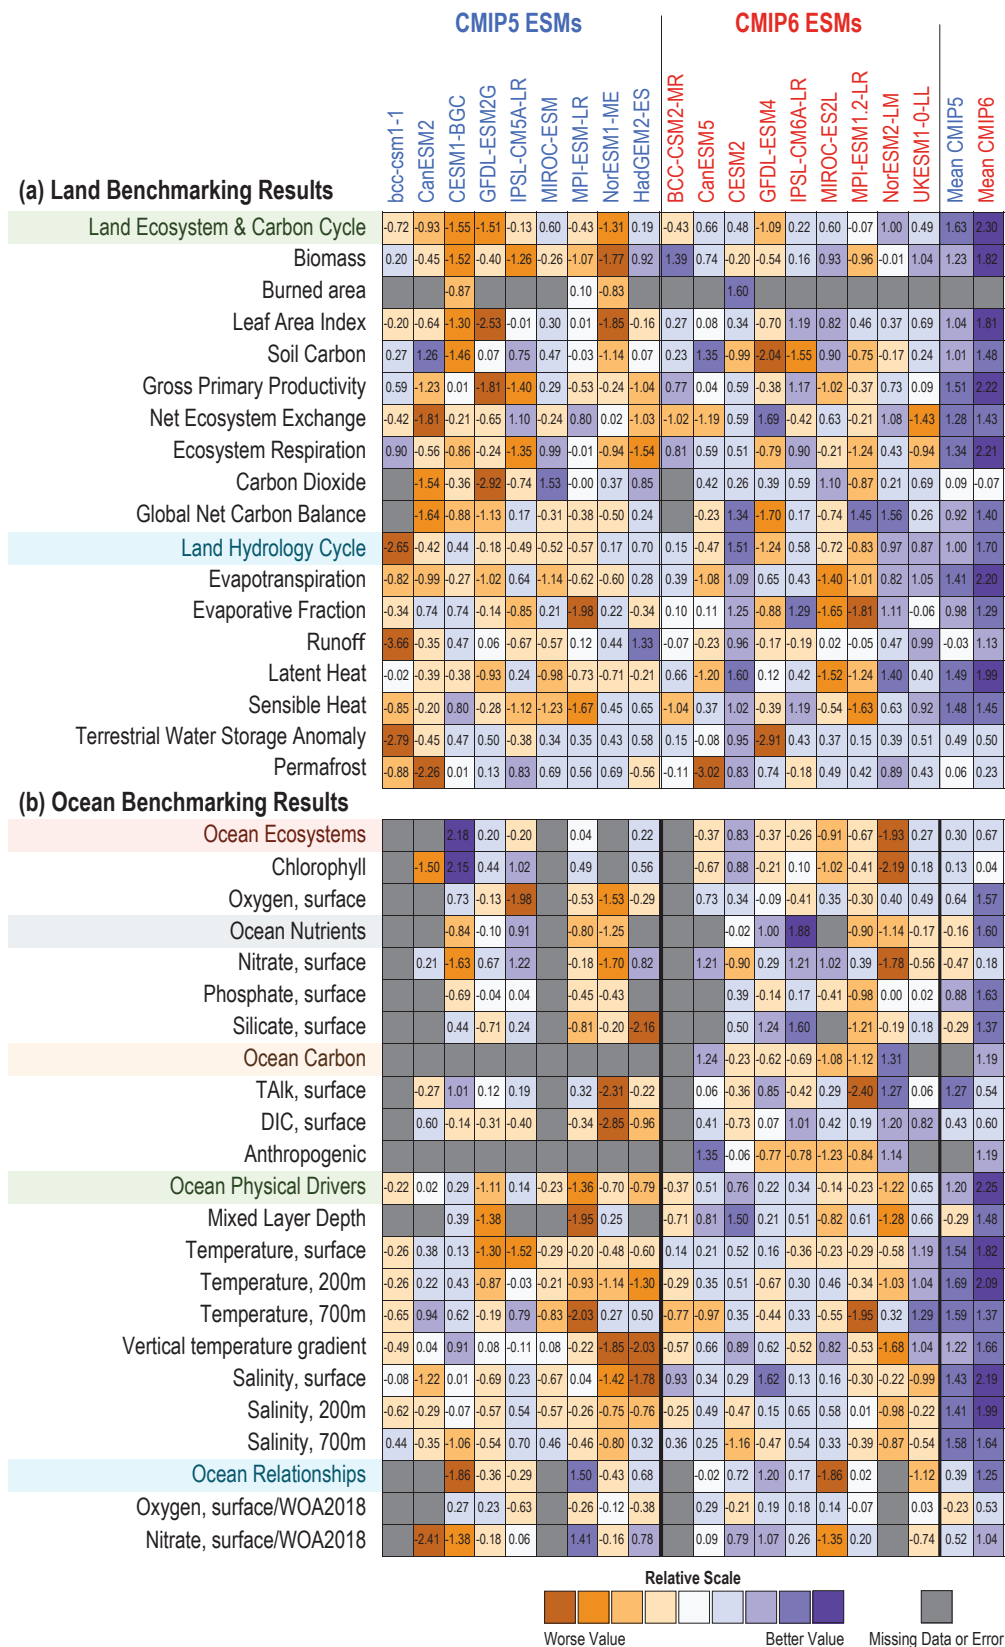 CMIP5 ESMs CMIP6 ESMs
bcc-csm1-1 CanESM2 CESM1-BGC GFDL-ESM2G IPSL-CM5A-LR MIROC-ESM MPI-ESM-LR NorESM1-ME HadGEM2-ES BCC-CSM2-MR CanESM5 CESM2 GFDL-ESM4 IPSL-CM6A-LR MIROC-ES2L MPI-ESM1.2-LR NorESM2-LM UKESM1-0-LL Mean CMIP5 Mean CMIP6
(a) Land Benchmarking Results
Land Ecosystem & Carbon Cycle -0.72 -0.93 -1.55 -1.51 -0.13 0.60 -0.43 -1.31 0.19 -0.43 0.66 0.48 -1.09 0.22 0.60 -0.07 1.00 0.49 1.63 2.30
Biomass 0.20 -0.45 -1.52 -0.40 -1.26 -0.26 -1.07 -1.77 0.92 1.39 0.74 -0.20 -0.54 0.16 0.93 -0.96 -0.01 1.04 1.23 1.82
Burned area -0.87 0.10 -0.83 1.60
Leaf Area Index -0.20 -0.64 -1.30 -2.53 -0.01 0.30 0.01 -1.85 -0.16 0.27 0.08 0.34 -0.70 1.19 0.82 0.46 0.37 0.69 1.04 1.81
Soil Carbon 0.27 1.26 -1.46 0.07 0.75 0.47 -0.03 -1.14 0.07 0.23 1.35 -0.99 -2.04 -1.55 0.90 -0.75 -0.17 0.24 1.01 1.48
Gross Primary Productivity 0.59 -1.23 0.01 -1.81 -1.40 0.29 -0.53 -0.24 -1.04 0.77 0.04 0.59 -0.38 1.17 -1.02 -0.37 0.73 0.09 1.51 2.22
Net Ecosystem Exchange -0.42 -1.81 -0.21 -0.65 1.10 -0.24 0.80 0.02 -1.03 -1.02 -1.19 0.59 1.69 -0.42 0.63 -0.21 1.08 -1.43 1.28 1.43
Ecosystem Respiration 0.90 -0.56 -0.86 -0.24 -1.35 0.99 -0.01 -0.94 -1.54 0.81 0.59 0.51 -0.79 0.90 -0.21 -1.24 0.43 -0.94 1.34 2.21
Carbon Dioxide -1.54 -0.36 -2.92 -0.74 1.53 -0.00 0.37 0.85 0.42 0.26 0.39 0.59 1.10 -0.87 0.21 0.69 0.09 -0.07
Global Net Carbon Balance -1.64 -0.88 -1.13 0.17 -0.31 -0.38 -0.50 0.24 -0.23 1.34 -1.70 0.17 -0.74 1.45 1.56 0.26 0.92 1.40
Land Hydrology Cycle -2.65 -0.42 0.44 -0.18 -0.49 -0.52 -0.57 0.17 0.70 0.15 -0.47 1.51 -1.24 0.58 -0.72 -0.83 0.97 0.87 1.00 1.70
Evapotranspiration -0.82 -0.99 -0.27 -1.02 0.64 -1.14 -0.62 -0.60 0.28 0.39 -1.08 1.09 0.65 0.43 -1.40 -1.01 0.82 1.05 1.41 2.20
Evaporative Fraction -0.34 0.74 0.74 -0.14 -0.85 0.21 -1.98 0.22 -0.34 0.10 0.11 1.25 -0.88 1.29 -1.65 -1.81 1.11 -0.06 0.98 1.29
Runoff -3.66 -0.35 0.47 0.06 -0.67 -0.57 0.12 0.44 1.33 -0.07 -0.23 0.96 -0.17 -0.19 0.02 -0.05 0.47 0.99 -0.03 1.13
Latent Heat -0.02 -0.39 -0.38 -0.93 0.24 -0.98 -0.73 -0.71 -0.21 0.66 -1.20 1.60 0.12 0.42 -1.52 -1.24 1.40 0.40 1.49 1.99
Sensible Heat -0.85 -0.20 0.80 -0.28 -1.12 -1.23 -1.67 0.45 0.65 -1.04 0.37 1.02 -0.39 1.19 -0.54 -1.63 0.63 0.92 1.48 1.45
Terrestrial Water Storage Anomaly -2.79 -0.45 0.47 0.50 -0.38 0.34 0.35 0.43 0.58 0.15 -0.08 0.95 -2.91 0.43 0.37 0.15 0.39 0.51 0.49 0.50
Permafrost -0.88 -2.26 0.01 0.13 0.83 0.69 0.56 0.69 -0.56 -0.11 -3.02 0.83 0.74 -0.18 0.49 0.42 0.89 0.43 0.06 0.23
(b) Ocean Benchmarking Results
Ocean Ecosystems 2.18 0.20 -0.20 0.04 0.22 -0.37 0.83 -0.37 -0.26 -0.91 -0.67 -1.93 0.27 0.30 0.67
Chlorophyll -1.50 2.15 0.44 1.02 0.49 0.56 -0.67 0.88 -0.21 0.10 -1.02 -0.41 -2.19 0.18 0.13 0.04
Oxygen, surface 0.73 -0.13 -1.98 -0.53 -1.53 -0.29 0.73 0.34 -0.09 -0.41 0.35 -0.30 0.40 0.49 0.64 1.57
Ocean Nutrients -0.84 -0.10 0.91 -0.80 -1.25 -0.02 1.00 1.88 -0.90 -1.14 -0.17 -0.16 1.60
Nitrate, surface 0.21 -1.63 0.67 1.22 -0.18 -1.70 0.82 1.21 -0.90 0.29 1.21 1.02 0.39 -1.78 -0.56 -0.47 0.18
Phosphate, surface -0.69 -0.04 0.04 -0.45 -0.43 0.39 -0.14 0.17 -0.41 -0.98 0.00 0.02 0.88 1.63
Silicate, surface 0.44 -0.71 0.24 -0.81 -0.20 -2.16 0.50 1.24 1.60 -1.21 -0.19 0.18 -0.29 1.37
Ocean Carbon 1.24 -0.23 -0.62 -0.69 -1.08 -1.12 1.31 1.19
TAlk, surface -0.27 1.01 0.12 0.19 0.32 -2.31 -0.22 0.06 -0.36 0.85 -0.42 0.29 -2.40 1.27 0.06 1.27 0.54
DIC, surface 0.60 -0.14 -0.31 -0.40 -0.34 -2.85 -0.96 0.41 -0.73 0.07 1.01 0.42 0.19 1.20 0.82 0.43 0.60
Anthropogenic 1.35 -0.06 -0.77 -0.78 -1.23 -0.84 1.14 1.19
Ocean Physical Drivers -0.22 0.02 0.29 -1.11 0.14 -0.23 -1.36 -0.70 -0.79 -0.37 0.51 0.76 0.22 0.34 -0.14 -0.23 -1.22 0.65 1.20 2.25
Mixed Layer Depth 0.39 -1.38 -1.95 0.25 -0.71 0.81 1.50 0.21 0.51 -0.82 0.61 -1.28 0.66 -0.29 1.48
Temperature, surface -0.26 0.38 0.13 -1.30 -1.52 -0.29 -0.20 -0.48 -0.60 0.14 0.21 0.52 0.16 -0.36 -0.23 -0.29 -0.58 1.19 1.54 1.82
Temperature, 200m -0.26 0.22 0.43 -0.87 -0.03 -0.21 -0.93 -1.14 -1.30 -0.29 0.35 0.51 -0.67 0.30 0.46 -0.34 -1.03 1.04 1.69 2.09
Temperature, 700m -0.65 0.94 0.62 -0.19 0.79 -0.83 -2.03 0.27 0.50 -0.77 -0.97 0.35 -0.44 0.33 -0.55 -1.95 0.32 1.29 1.59 1.37
Vertical temperature gradient -0.49 0.04 0.91 0.08 -0.11 0.08 -0.22 -1.85 -2.03 -0.57 0.66 0.89 0.62 -0.52 0.82 -0.53 -1.68 1.04 1.22 1.66
Salinity, surface -0.08 -1.22 0.01 -0.69 0.23 -0.67 0.04 -1.42 -1.78 0.93 0.34 0.29 1.62 0.13 0.16 -0.30 -0.22 -0.99 1.43 2.19
Salinity, 200m -0.62 -0.29 -0.07 -0.57 0.54 -0.57 -0.26 -0.75 -0.76 -0.25 0.49 -0.47 0.15 0.65 0.58 0.01 -0.98 -0.22 1.41 1.99
Salinity, 700m 0.44 -0.35 -1.06 -0.54 0.70 0.46 -0.46 -0.80 0.32 0.36 0.25 -1.16 -0.47 0.54 0.33 -0.39 -0.87 -0.54 1.58 1.64
Ocean Relationships -1.86 -0.36 -0.29 1.50 -0.43 0.68 -0.02 0.72 1.20 0.17 -1.86 0.02 -1.12 0.39 1.25
Oxygen, surface/WOA2018 0.27 0.23 -0.63 -0.26 -0.12 -0.38 0.29 -0.21 0.19 0.18 0.14 -0.07 0.03 -0.23 0.53
Nitrate, surface/WOA2018 -2.41 -1.38 -0.18 0.06 1.41 -0.16 0.78 0.09 0.79 1.07 0.26 -1.35 0.20 -0.74 0.52 1.04
Relative Scale
Worse Value Better Value Missing Data or Error